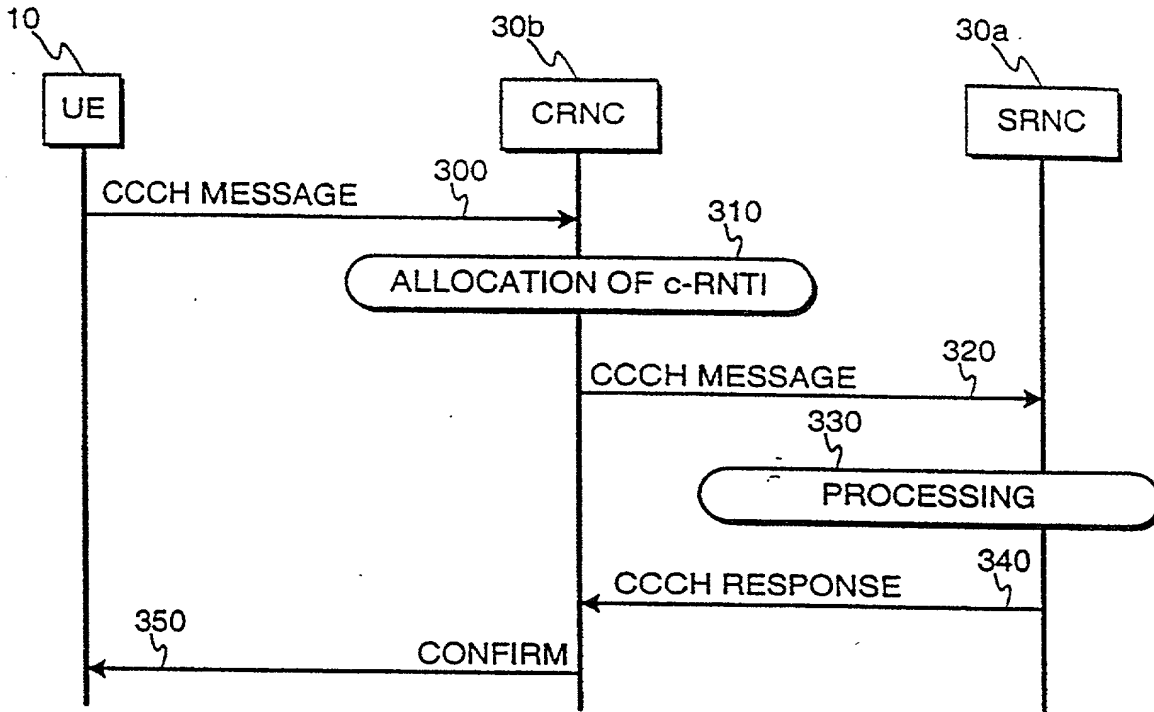 10
30b
30a
UE
CRNC
SRNC
CCCH MESSAGE
300
310
ALLOCATION OF c-RNTI
CCCH MESSAGE
320
330
PROCESSING
CCCH RESPONSE
340
350
CONFIRM